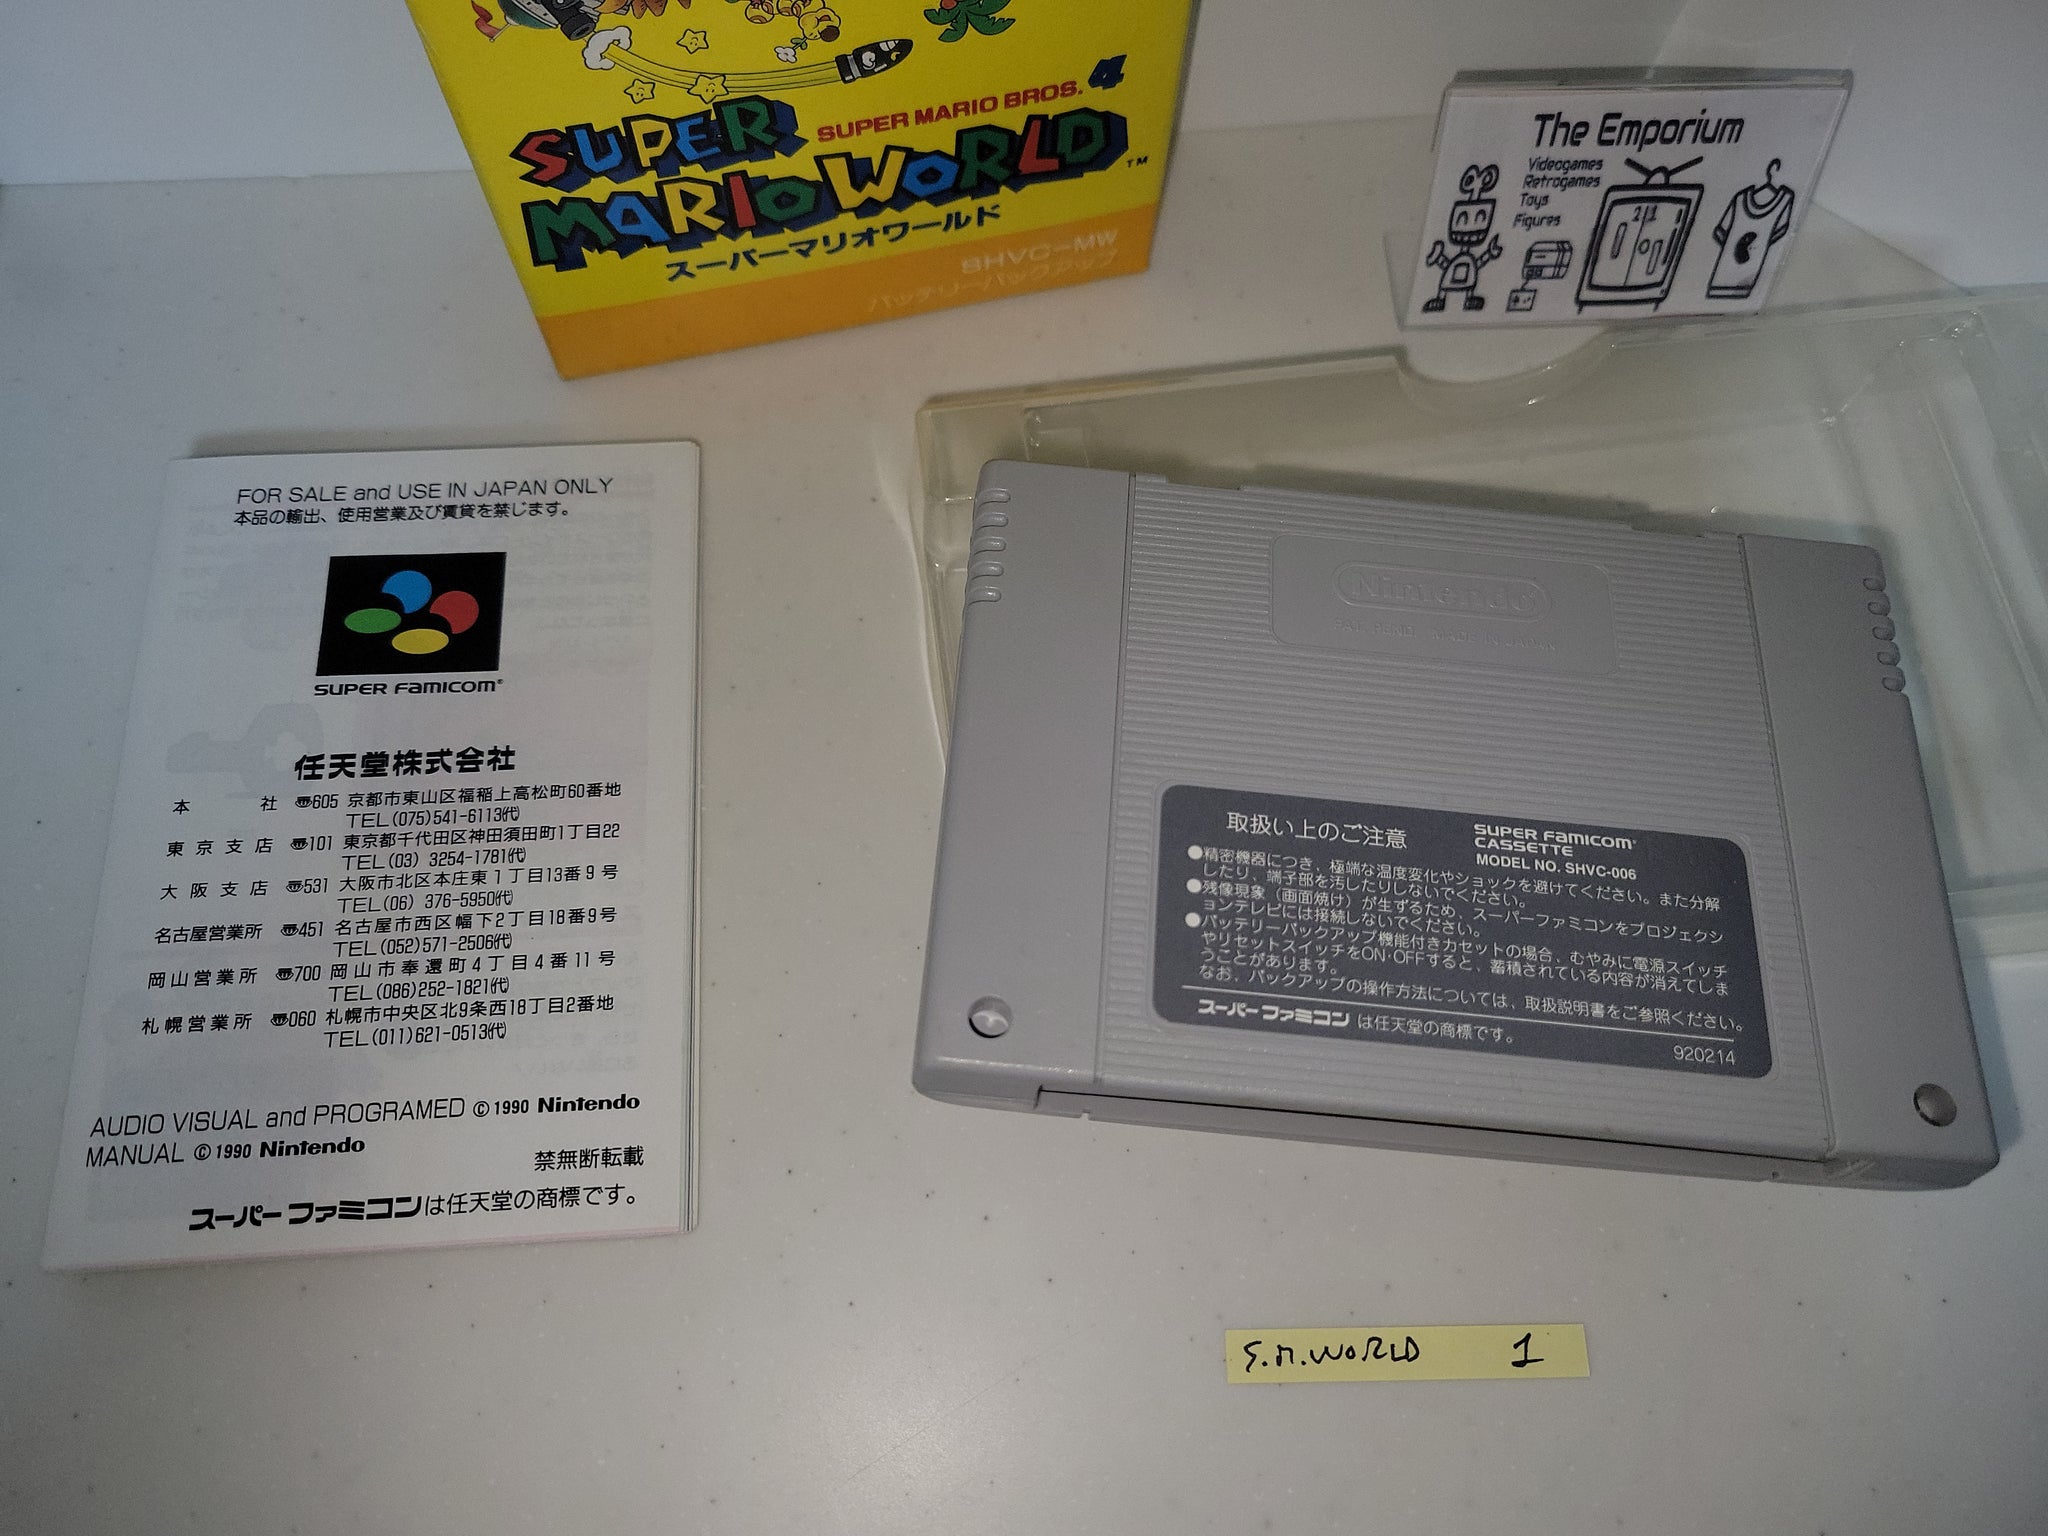 SUPER MARIO BROS. 4
SUPER
MARIO WORLD ™
スーパーマリオワールド
SHVC-MW
バッテリーバックアップ
The Emporium
Videogames
Retrogames
Toys
Figures
21
FOR SALE and USE IN JAPAN ONLY
本品の輸出、使用営業及び賃貸を禁じます。
SUPER FAMICOM®
任天堂株式会社
本 社 〠605 京都市東山区福稲上高松町60番地
TEL(075)541-6113㈹
東京支店 〠101 東京都千代田区神田須田町1丁目22
TEL(03) 3254-1781㈹
大阪支店 〠531 大阪市北区本庄東1丁目13番9号
TEL(06) 376-5950㈹
名古屋営業所 〠451 名古屋市西区幅下2丁目18番9号
TEL(052)571-2506㈹
岡山営業所 〠700 岡山市奉還町4丁目4番11号
TEL(086)252-1821㈹
札幌営業所 〠060 札幌市中央区北9条西18丁目2番地
TEL(011)621-0513㈹
AUDIO VISUAL and PROGRAMED © 1990 Nintendo
MANUAL © 1990 Nintendo
禁無断転載
スーパーファミコンは任天堂の商標です。
Nintendo
PAT. PEND. MADE IN JAPAN
取扱い上のご注意
SUPER FAMICOM®
CASSETTE
MODEL NO. SHVC-006
●精密機器につき、極端な温度変化やショックを避けてください。また分解
したり、端子部を汚したりしないでください。
●残像現象（画面焼け）が生ずるため、スーパーファミコンをプロジェクシ
ョンテレビには接続しないでください。
●バッテリーバックアップ機能付きカセットの場合、むやみに電源スイッチ
やリセットスイッチをON・OFFすると、蓄積されている内容が消えてしま
うことがあります。
なお、バックアップの操作方法については、取扱説明書をご参照ください。
スーパーファミコンは任天堂の商標です。
920214
S.M.WORLD 1